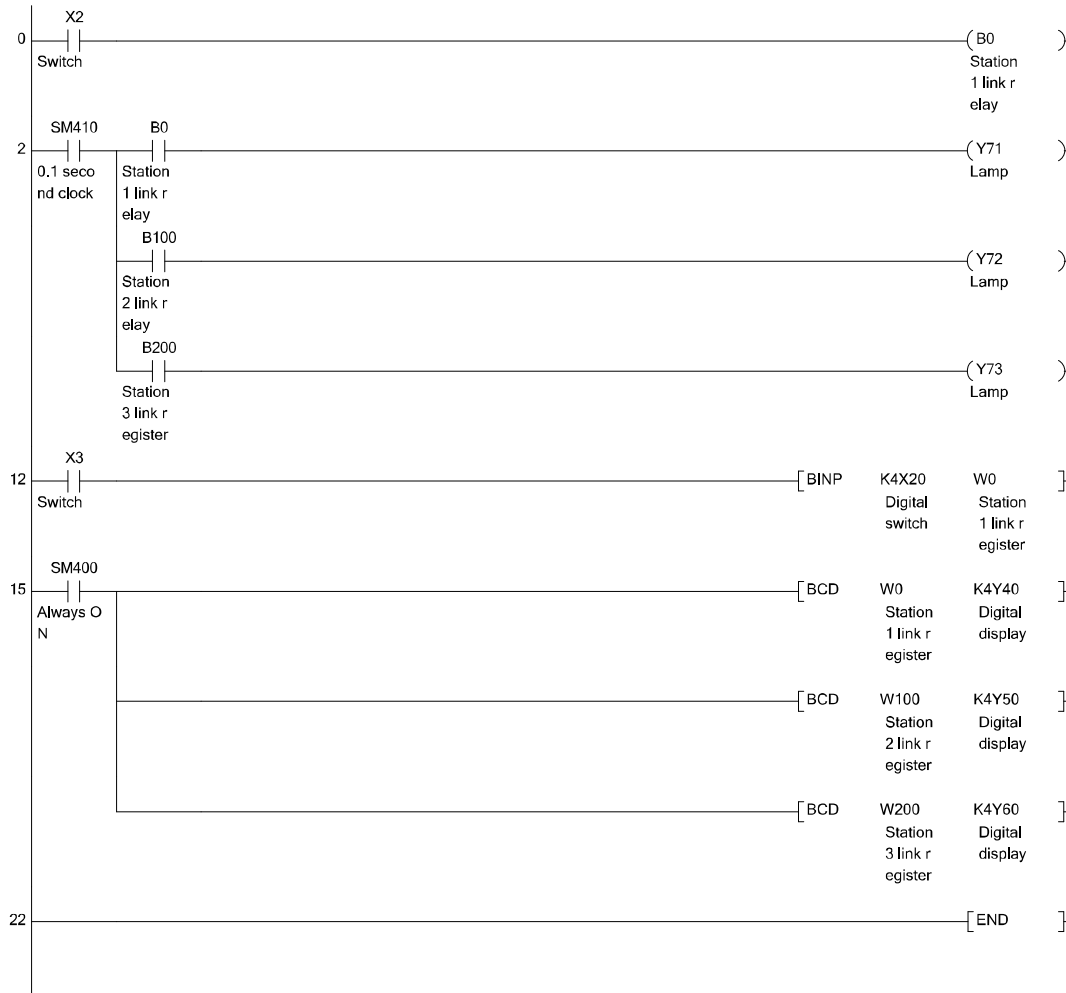 X2
0
( B0 )
Switch
Station
1 link r
elay
SM410 B0
2
( Y71 )
0.1 seco
nd clock
Station
1 link r
elay
Lamp
B100
( Y72 )
Station
2 link r
elay
Lamp
B200
( Y73 )
Station
3 link r
egister
Lamp
X3
12
[ BINP K4X20 W0 ]
Switch
Digital
switch
Station
1 link r
egister
SM400
15
[ BCD W0 K4Y40 ]
Always O
N
Station
1 link r
egister
Digital
display
[ BCD W100 K4Y50 ]
Station
2 link r
egister
Digital
display
[ BCD W200 K4Y60 ]
Station
3 link r
egister
Digital
display
22
[ END ]